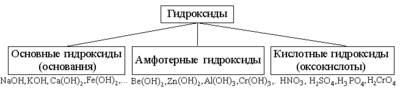 Гидроксиды
Основные гидроксиды
(основания)
Амфотерные гидроксиды
Кислотные гидроксиды
(оксокислоты)
NaOH, KOH, Ca(OH)₂, Fe(OH)₂,... Be(OH)₂, Zn(OH)₂, Al(OH)₃, Cr(OH)₃, HNO₃, H₂SO₄, H₃PO₄, H₂CrO₄